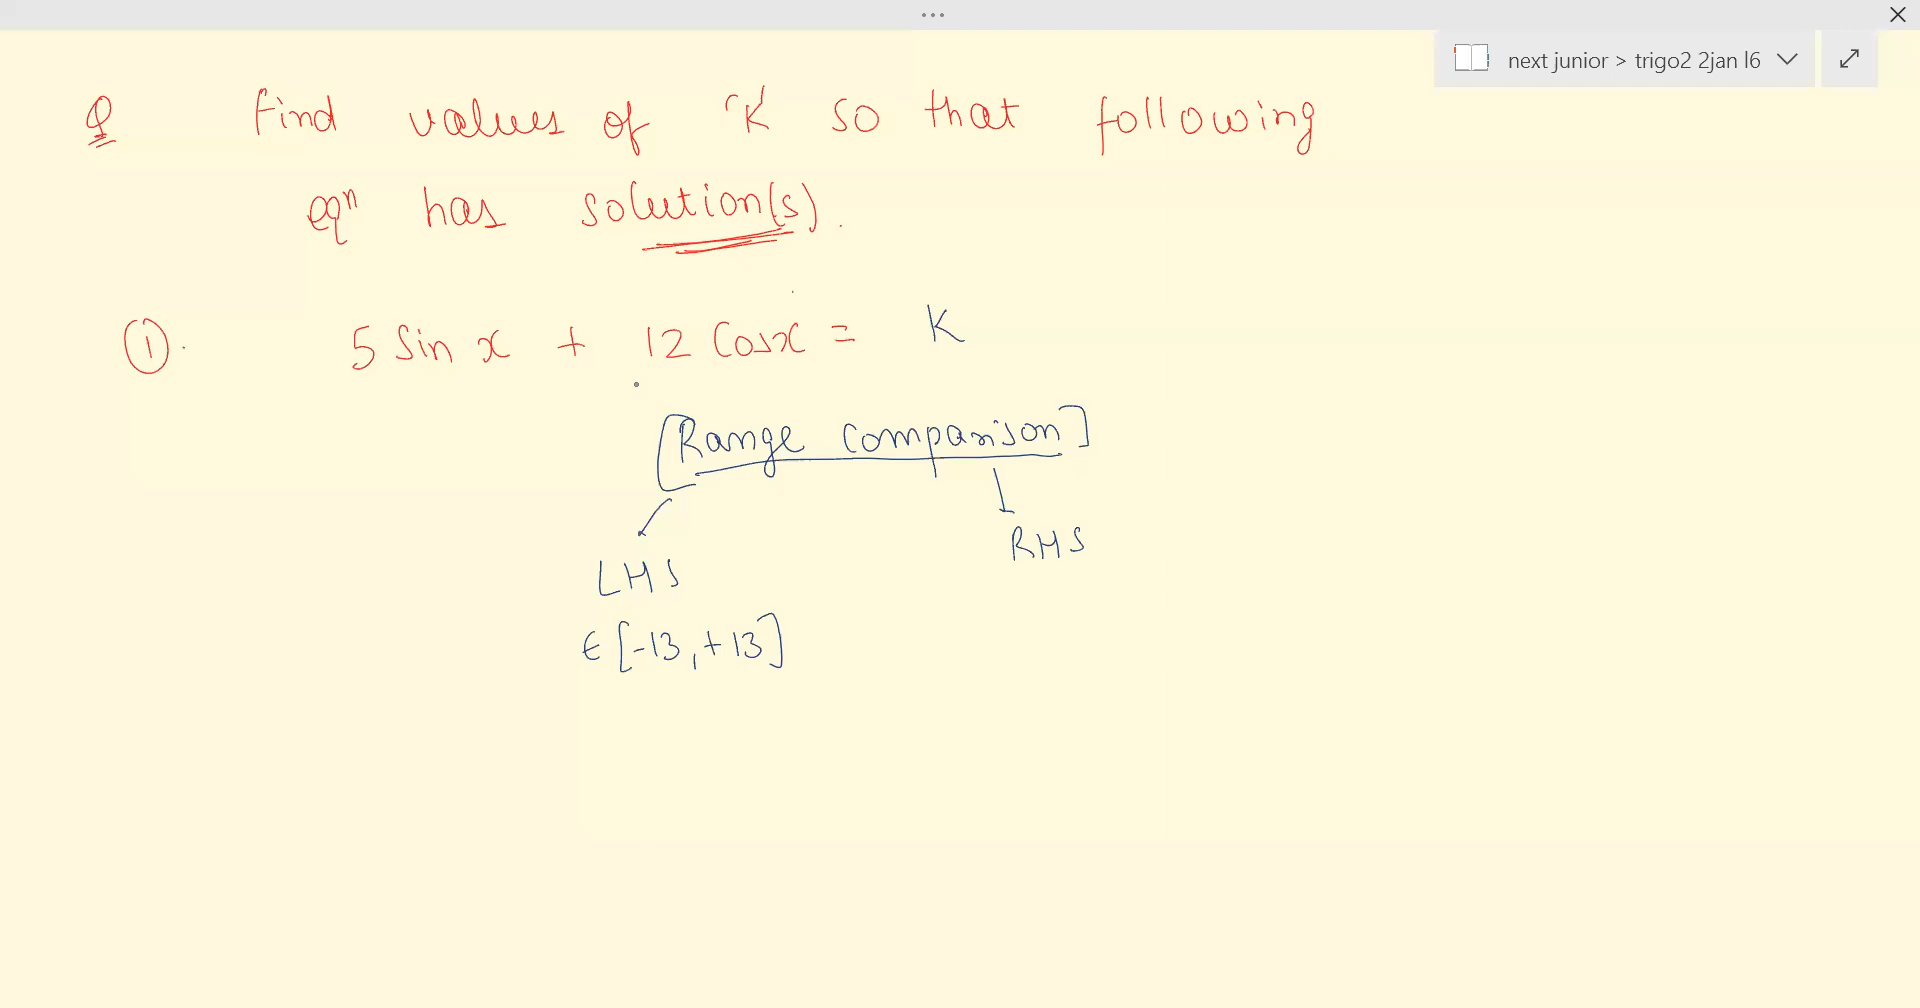 next junior > trigo2 2jan l6
Q Find values of 'K' so that following
eqⁿ has solution(s).
① 5 Sin x + 12 Cosx = K
[Range comparison]
RHS
LHS
∈ [-13, +13]